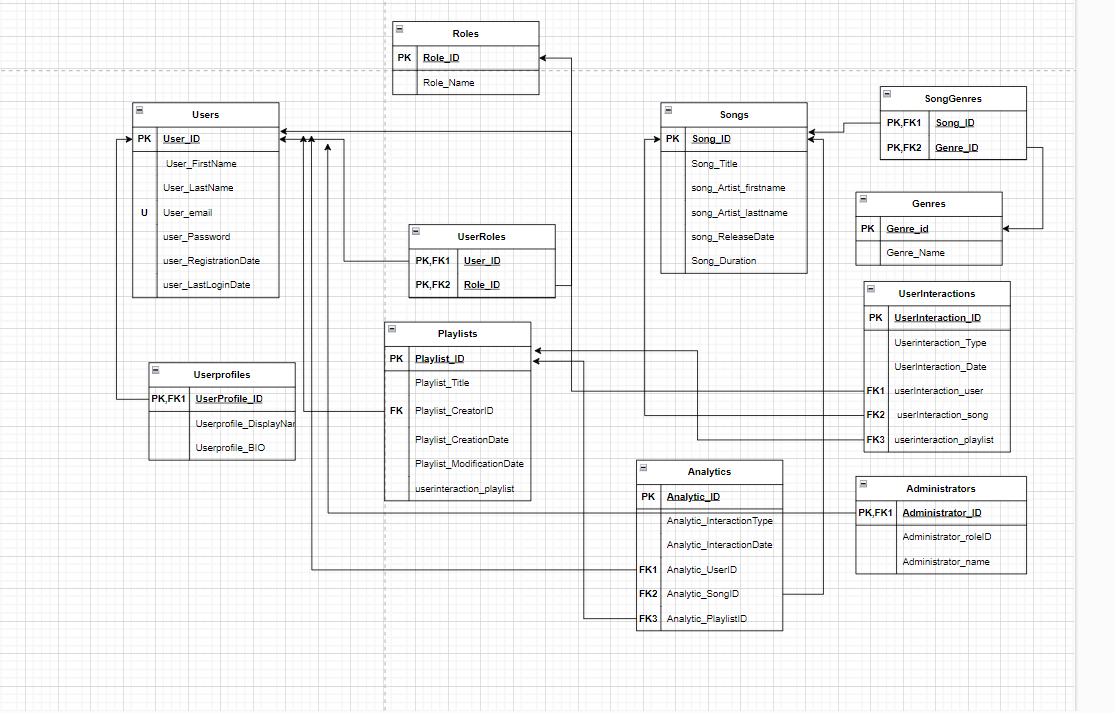 Roles
PK Role_ID
Role_Name
Users
PK User_ID
User_FirstName
User_LastName
U User_email
user_Password
user_RegistrationDate
user_LastLoginDate
Songs
PK Song_ID
Song_Title
song_Artist_firstname
song_Artist_lasttname
song_ReleaseDate
Song_Duration
SongGenres
PK,FK1 Song_ID
PK,FK2 Genre_ID
Genres
PK Genre_id
Genre_Name
UserRoles
PK,FK1 User_ID
PK,FK2 Role_ID
UserInteractions
PK UserInteraction_ID
Userinteraction_Type
UserInteraction_Date
FK1 userInteraction_user
FK2 userInteraction_song
FK3 userinteraction_playlist
Playlists
PK Playlist_ID
Playlist_Title
FK Playlist_CreatorID
Playlist_CreationDate
Playlist_ModificationDate
userinteraction_playlist
Userprofiles
PK,FK1 UserProfile_ID
Userprofile_DisplayNar
Userprofile_BIO
Analytics
PK Analytic_ID
Analytic_InteractionType
Analytic_InteractionDate
FK1 Analytic_UserID
FK2 Analytic_SongID
FK3 Analytic_PlaylistID
Administrators
PK,FK1 Administrator_ID
Administrator_roleID
Administrator_name